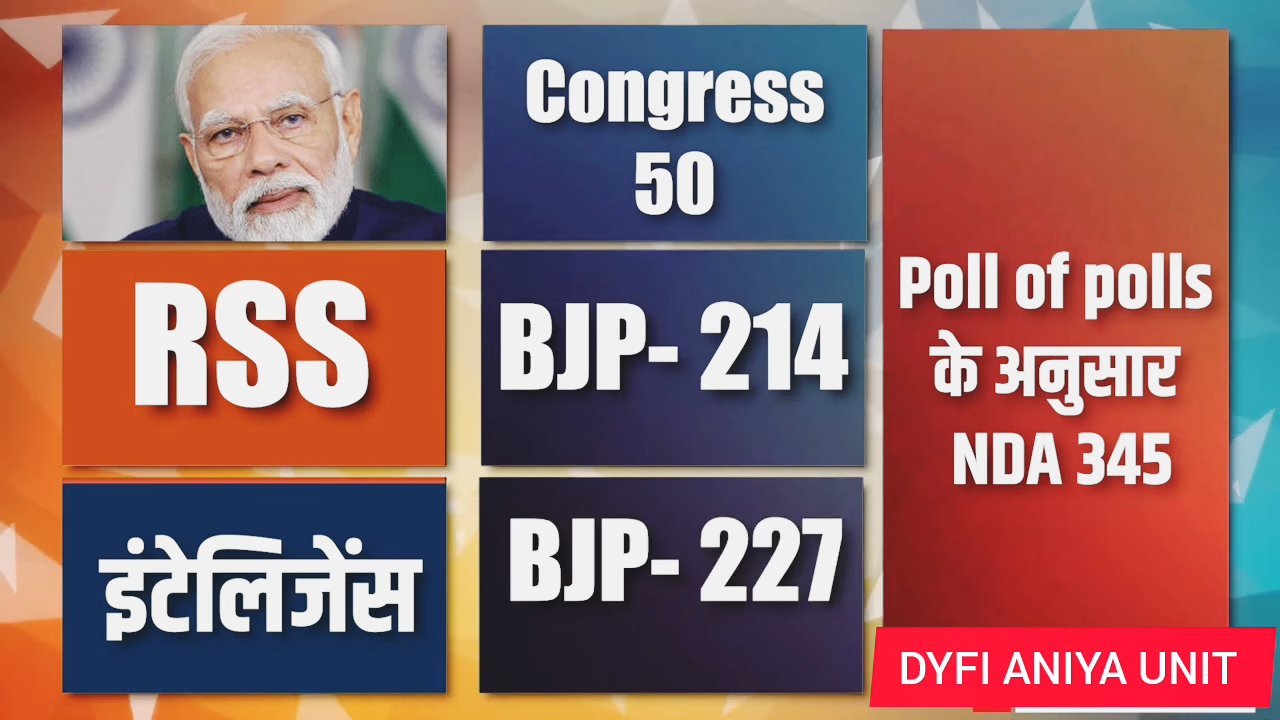 Congress
50
RSS
BJP- 214
इंटेलिजेंस
BJP- 227
Poll of polls
के अनुसार
NDA 345
DYFI ANIYA UNIT